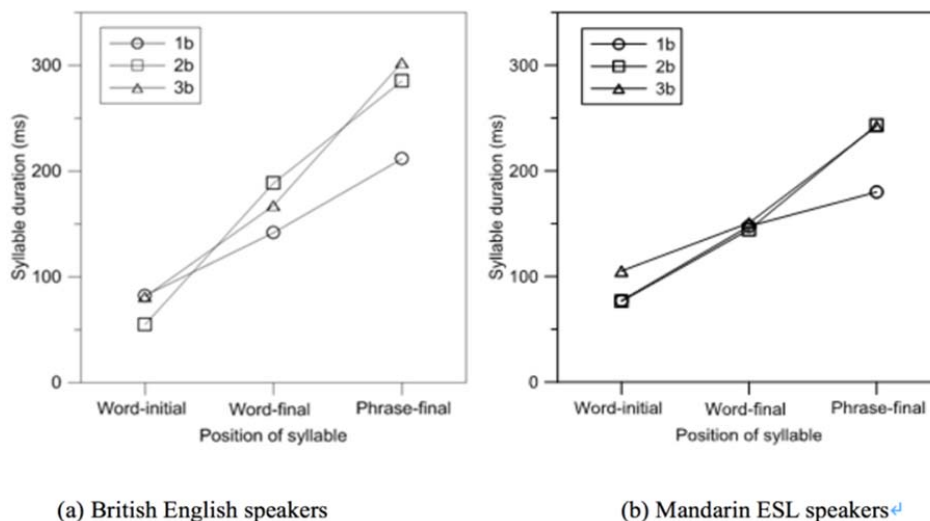 1b
2b
3b
300
200
100
0
Syllable duration (ms)
Word-initial Word-final Phrase-final
Position of syllable
1b
2b
3b
300
200
100
0
Syllable duration (ms)
Word-initial Word-final Phrase-final
Position of syllable
(a) British English speakers
(b) Mandarin ESL speakers↵